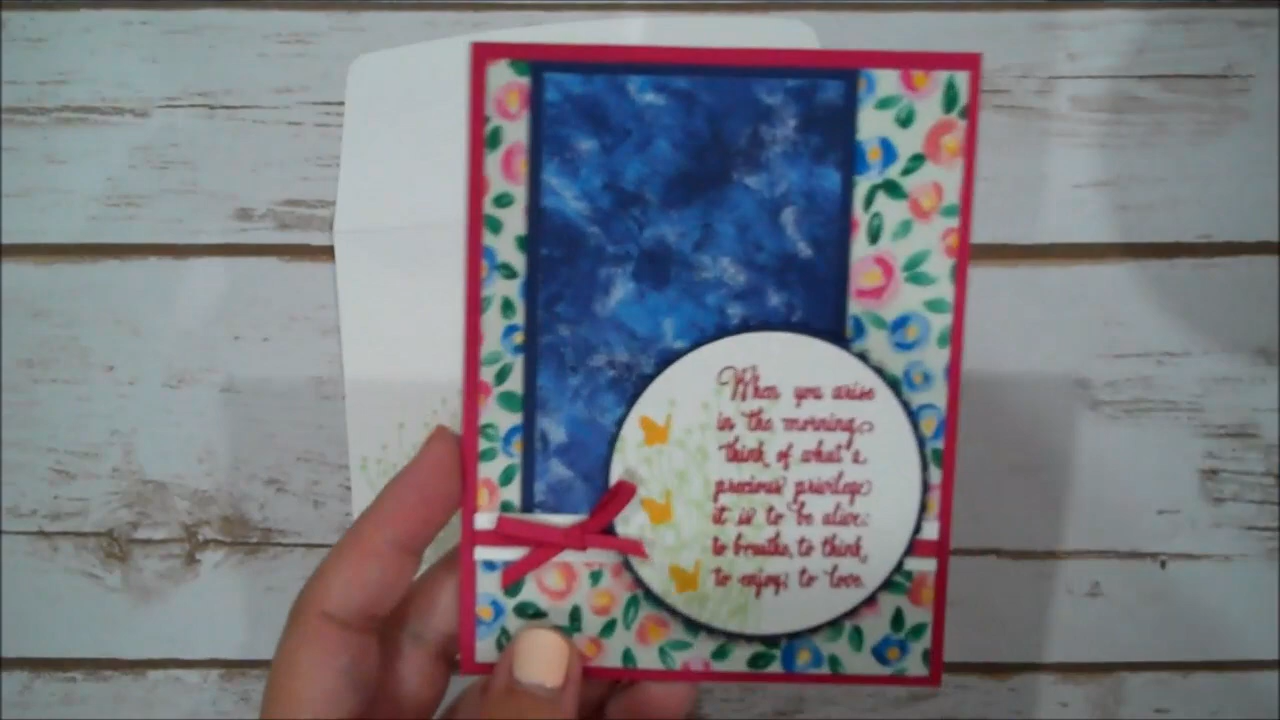 When you arise
in the morning,
think of what a
precious privilege
it is to be alive:
to breathe, to think,
to enjoy, to love.